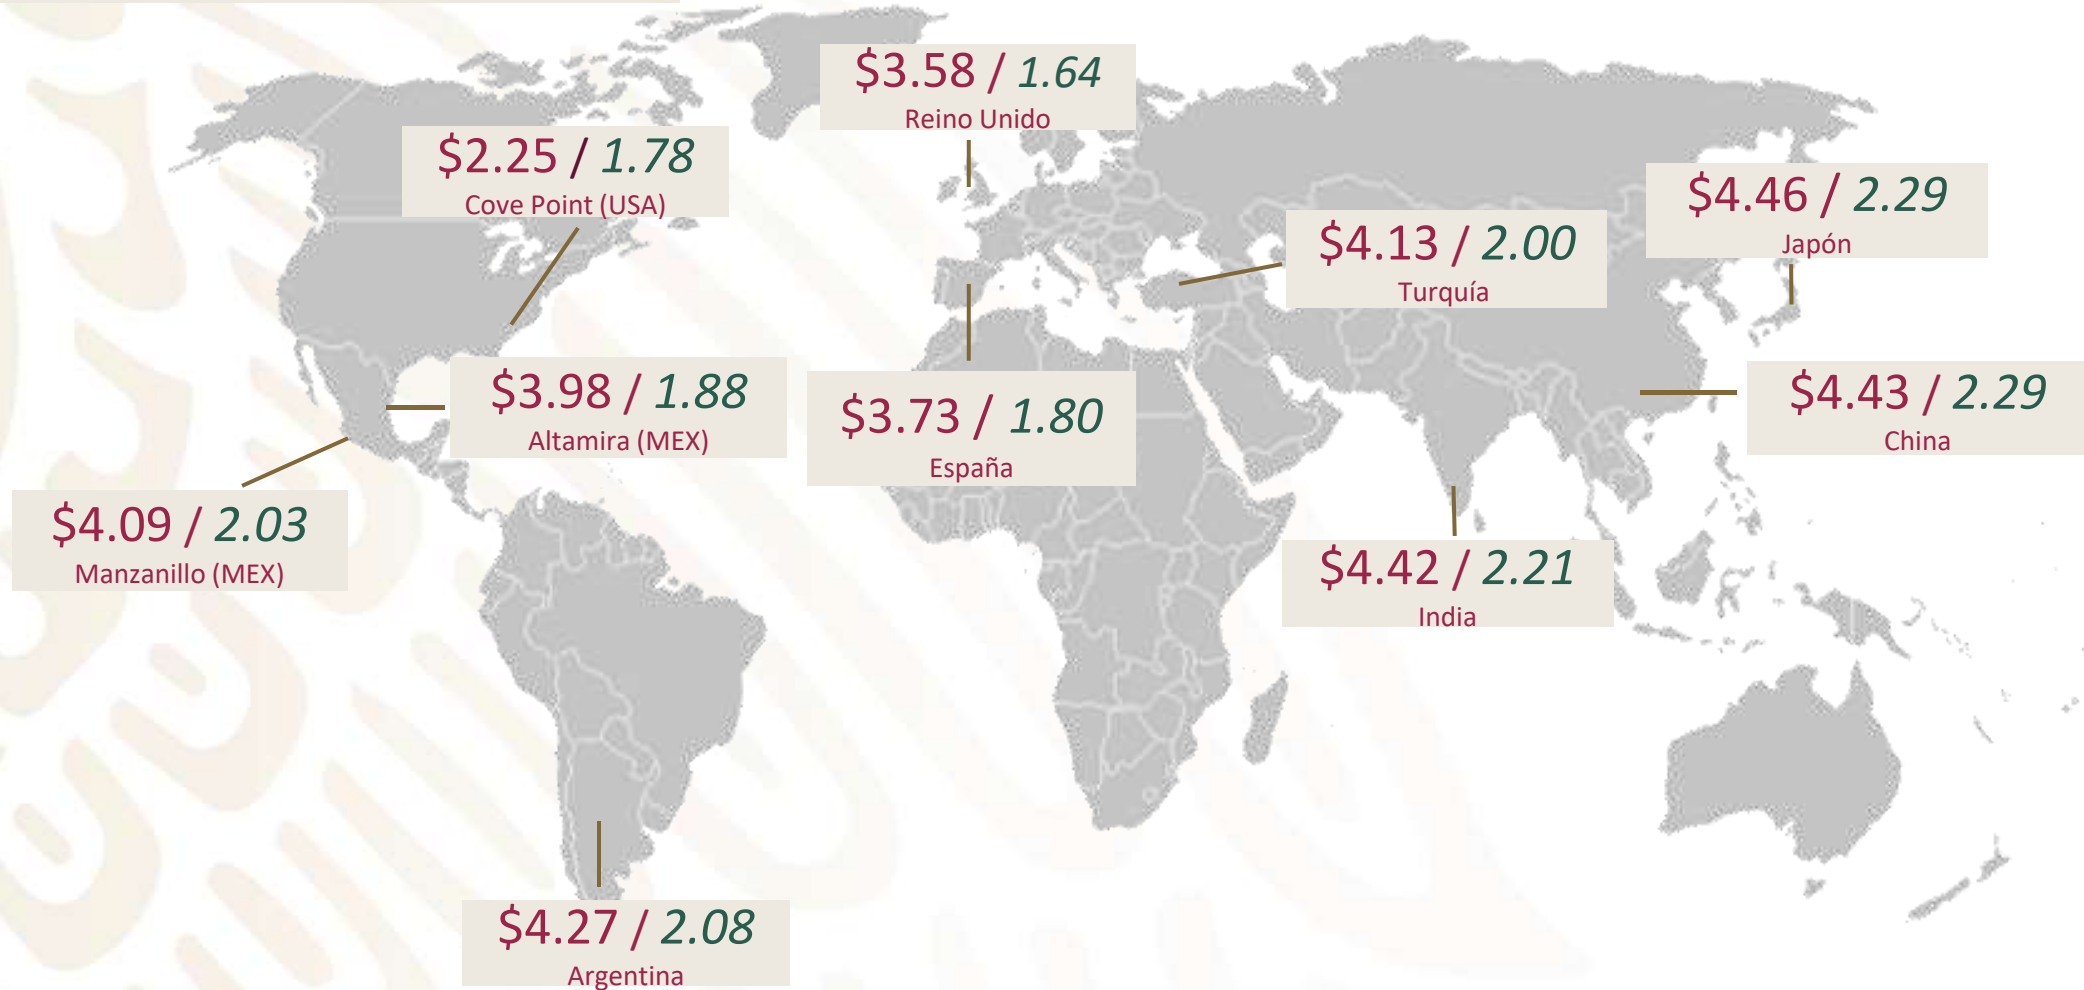 $3.58 / 1.64
Reino Unido
$2.25 / 1.78
Cove Point (USA)
$4.46 / 2.29
Japón
$4.13 / 2.00
Turquía
$3.98 / 1.88
Altamira (MEX)
$3.73 / 1.80
España
$4.43 / 2.29
China
$4.09 / 2.03
Manzanillo (MEX)
$4.42 / 2.21
India
$4.27 / 2.08
Argentina